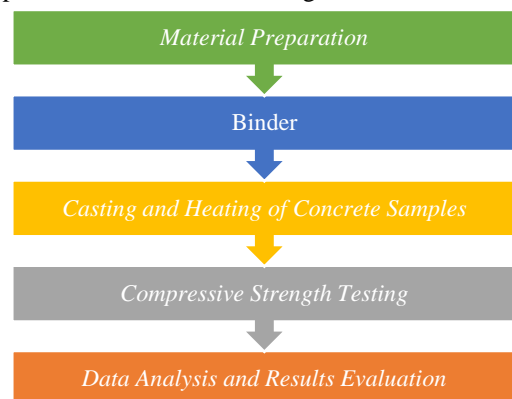 Material Preparation
Binder
Casting and Heating of Concrete Samples
Compressive Strength Testing
Data Analysis and Results Evaluation